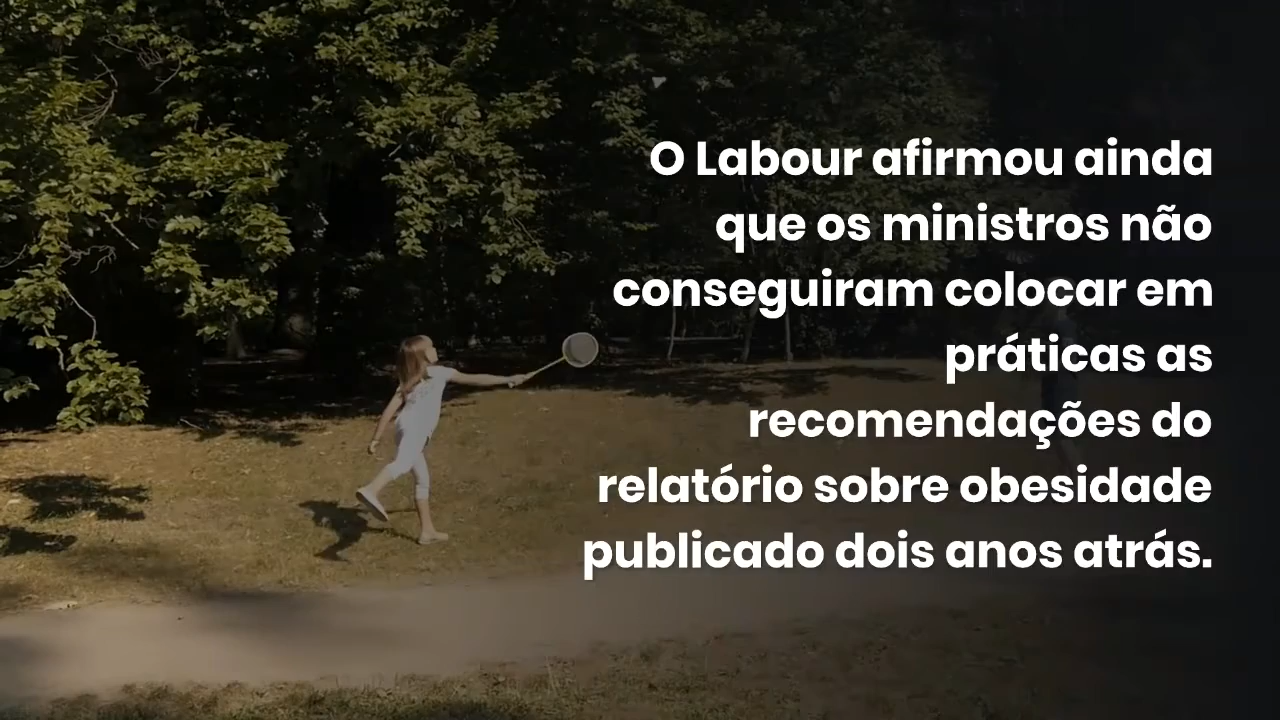 O Labour afirmou ainda
que os ministros não
conseguiram colocar em
práticas as
recomendações do
relatório sobre obesidade
publicado dois anos atrás.